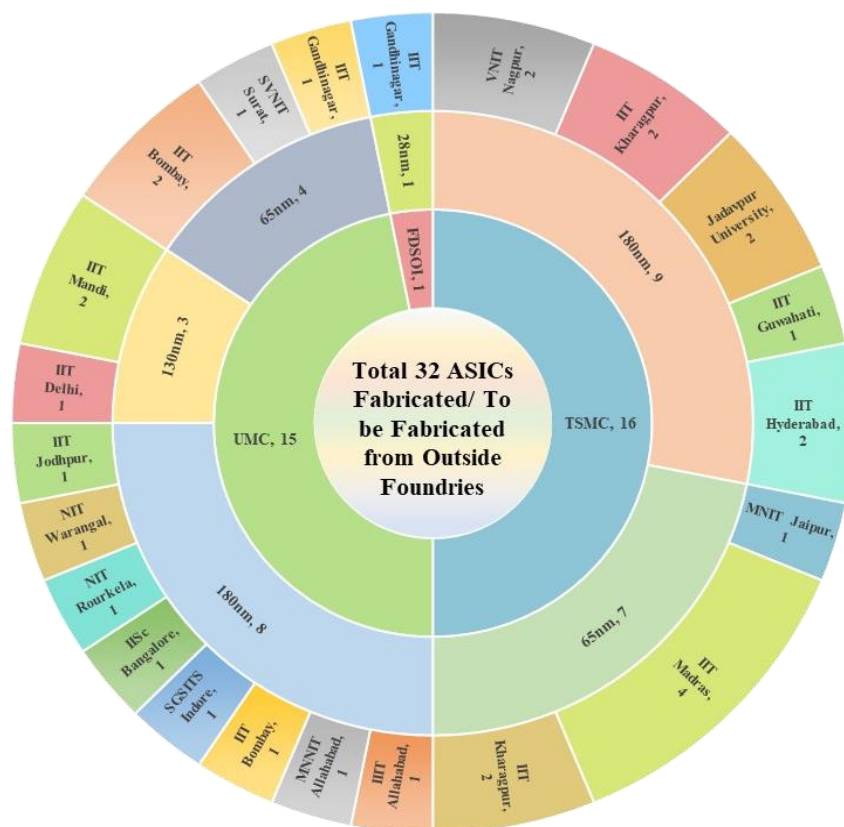 Total 32 ASICs
Fabricated/ To
be Fabricated
from Outside
Foundries
TSMC, 16
UMC, 15
FDSOI, 1
180nm, 9
65nm, 7
180nm, 8
130nm, 3
65nm, 4
28nm, 1
VNIT
Nagpur,
2
IIT
Kharagpur,
2
Jadavpur
University,
2
IIT
Guwahati,
1
IIT
Hyderabad,
2
MNIT Jaipur,
1
IIT
Madras,
4
IIT
Kharagpur,
2
IIIT
Allahabad,
1
MNNIT
Allahabad,
1
IIT
Bombay,
1
SGSITS
Indore,
1
IISc
Bangalore,
1
NIT
Rourkela,
1
NIT
Warangal,
1
IIT
Jodhpur,
1
IIT
Delhi,
1
IIT
Mandi,
2
IIT
Bombay,
2
SVNIT
Surat,
1
IIT
Gandhinagar,
1
IIT
Gandhinagar,
1